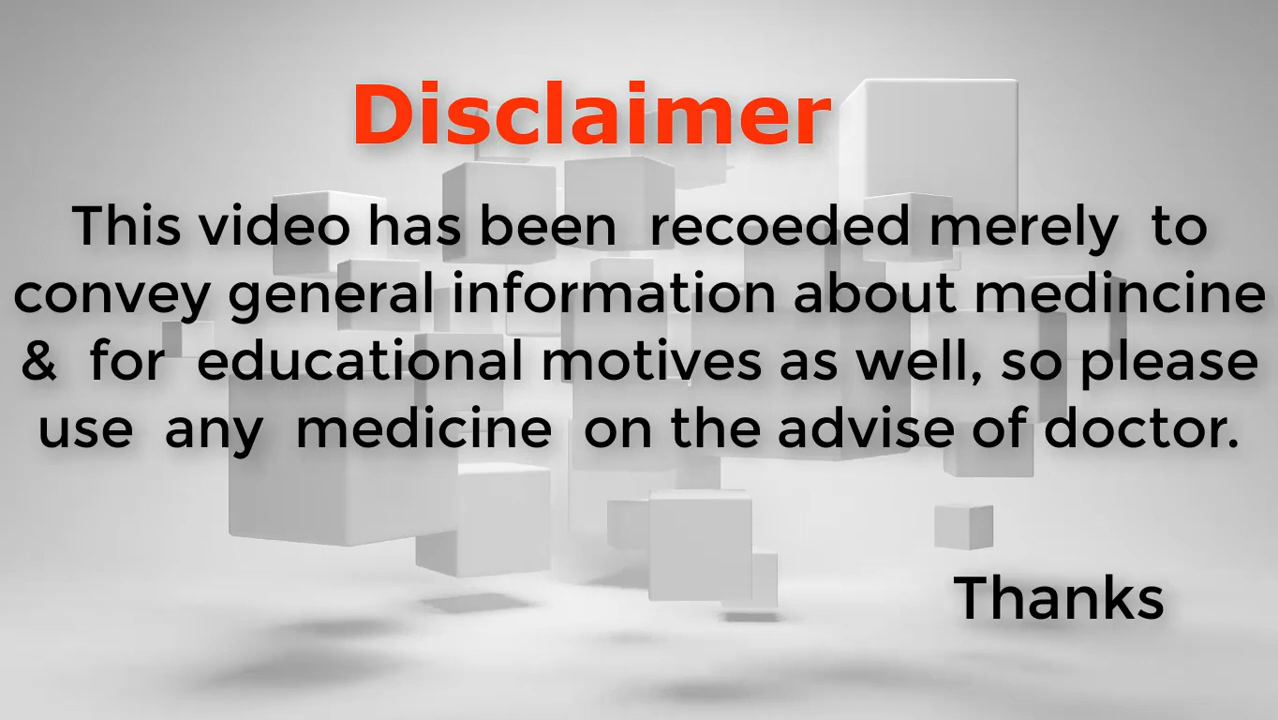 Disclaimer
This video has been recoeded merely to
convey general information about medincine
& for educational motives as well, so please
use any medicine on the advise of doctor.
Thanks